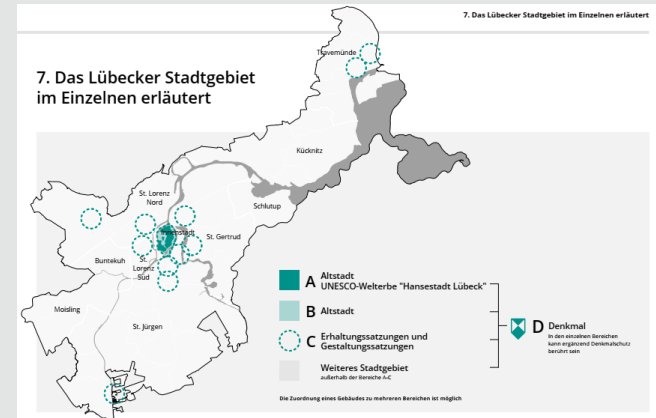 7. Das Lübecker Stadtgebiet im Einzelnen erläutert
7. Das Lübecker Stadtgebiet
im Einzelnen erläutert
Travemünde
Kücknitz
St. Lorenz
Nord
Schlutup
Innenstadt
St. Gertrud
Buntekuh
St.
Lorenz
Süd
Moisling
St. Jürgen
A Altstadt
UNESCO-Welterbe "Hansestadt Lübeck"
B Altstadt
C Erhaltungssatzungen und
Gestaltungssatzungen
Weiteres Stadtgebiet
außerhalb der Bereiche A-C
D Denkmal
In den einzelnen Bereichen
kann ergänzend Denkmalschutz
berührt sein
Die Zuordnung eines Gebäudes zu mehreren Bereichen ist möglich